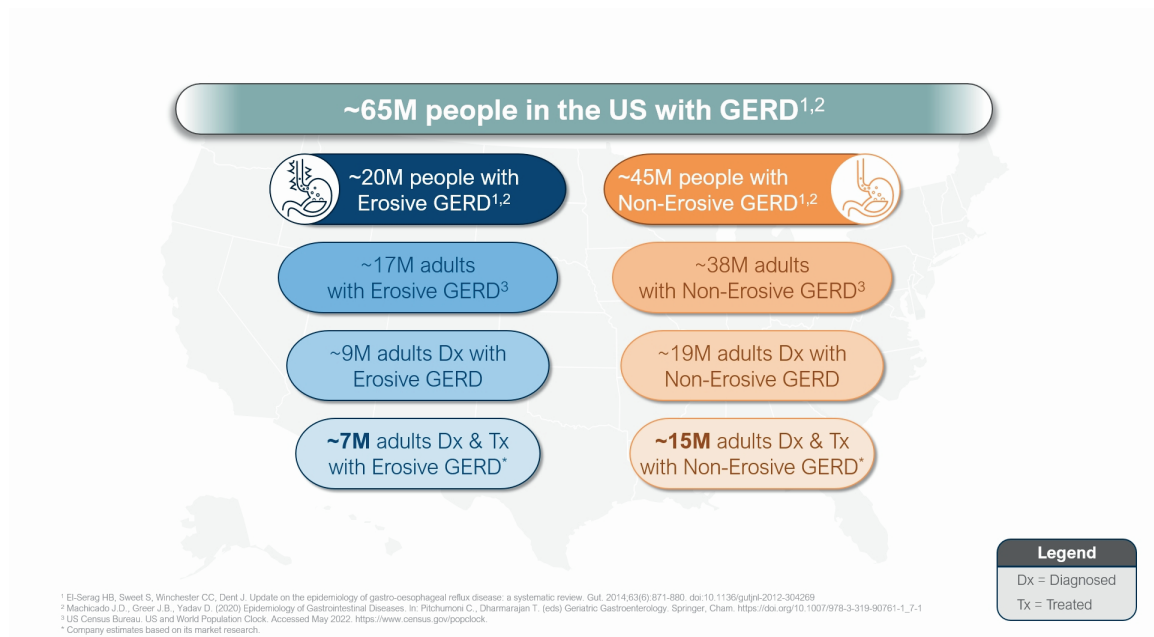 ~65M people in the US with GERD1,2
~20M people with
Erosive GERD1,2
~45M people with
Non-Erosive GERD1,2
~17M adults
with Erosive GERD3
~38M adults
with Non-Erosive GERD3
~9M adults Dx with
Erosive GERD
~19M adults Dx with
Non-Erosive GERD
~7M adults Dx & Tx
with Erosive GERD*
~15M adults Dx & Tx
with Non-Erosive GERD*
Legend
Dx = Diagnosed
Tx = Treated
1 El-Serag HB, Sweet S, Winchester CC, Dent J. Update on the epidemiology of gastro-oesophageal reflux disease: a systematic review. Gut. 2014;63(6):871-880. doi:10.1136/gutjnl-2012-304269
2 Machicado J.D., Greer J.B., Yadav D. (2020) Epidemiology of Gastrointestinal Diseases. In: Pitchumoni C., Dharmarajan T. (eds) Geriatric Gastroenterology. Springer, Cham. https://doi.org/10.1007/978-3-319-90761-1_7-1
3 US Census Bureau. US and World Population Clock. Accessed May 2022. https://www.census.gov/popclock.
* Company estimates based on its market research.